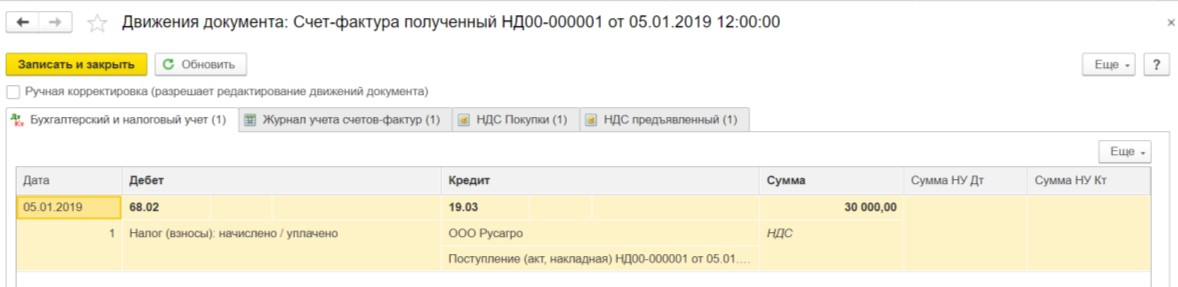 Движения документа: Счет-фактура полученный НД00-000001 от 05.01.2019 12:00:00
Записать и закрыть Обновить Еще ?
Ручная корректировка (разрешает редактирование движений документа)
Бухгалтерский и налоговый учет (1) Журнал учета счетов-фактур (1) НДС Покупки (1) НДС предъявленный (1)
Еще
Дата Дебет Кредит Сумма Сумма НУ Дт Сумма НУ Кт
05.01.2019 68.02 19.03 30 000,00
1 Налог (взносы): начислено / уплачено ООО Русагро НДС
Поступление (акт, накладная) НД00-000001 от 05.01....